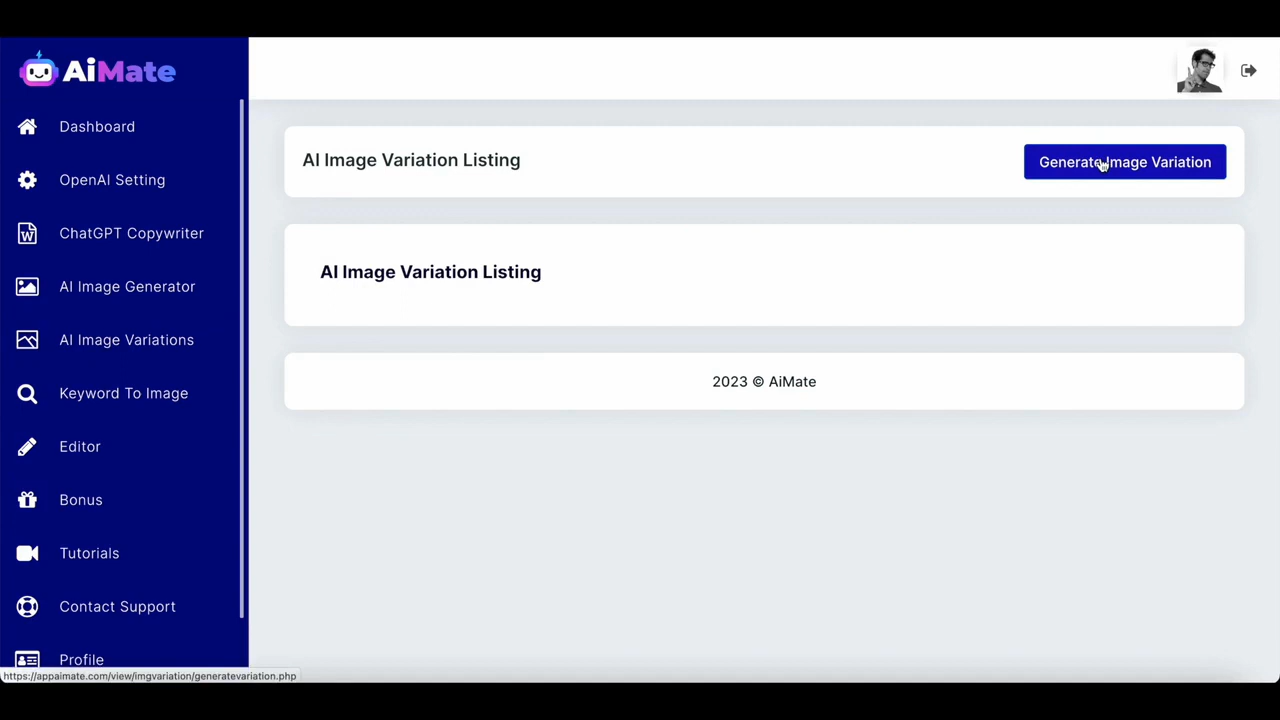 AiMate
Dashboard
OpenAI Setting
ChatGPT Copywriter
AI Image Generator
AI Image Variations
Keyword To Image
Editor
Bonus
Tutorials
Contact Support
Profile
AI Image Variation Listing
Generate Image Variation
AI Image Variation Listing
2023 © AiMate
https://appaimate.com/view/imgvariation/generatevariation.php